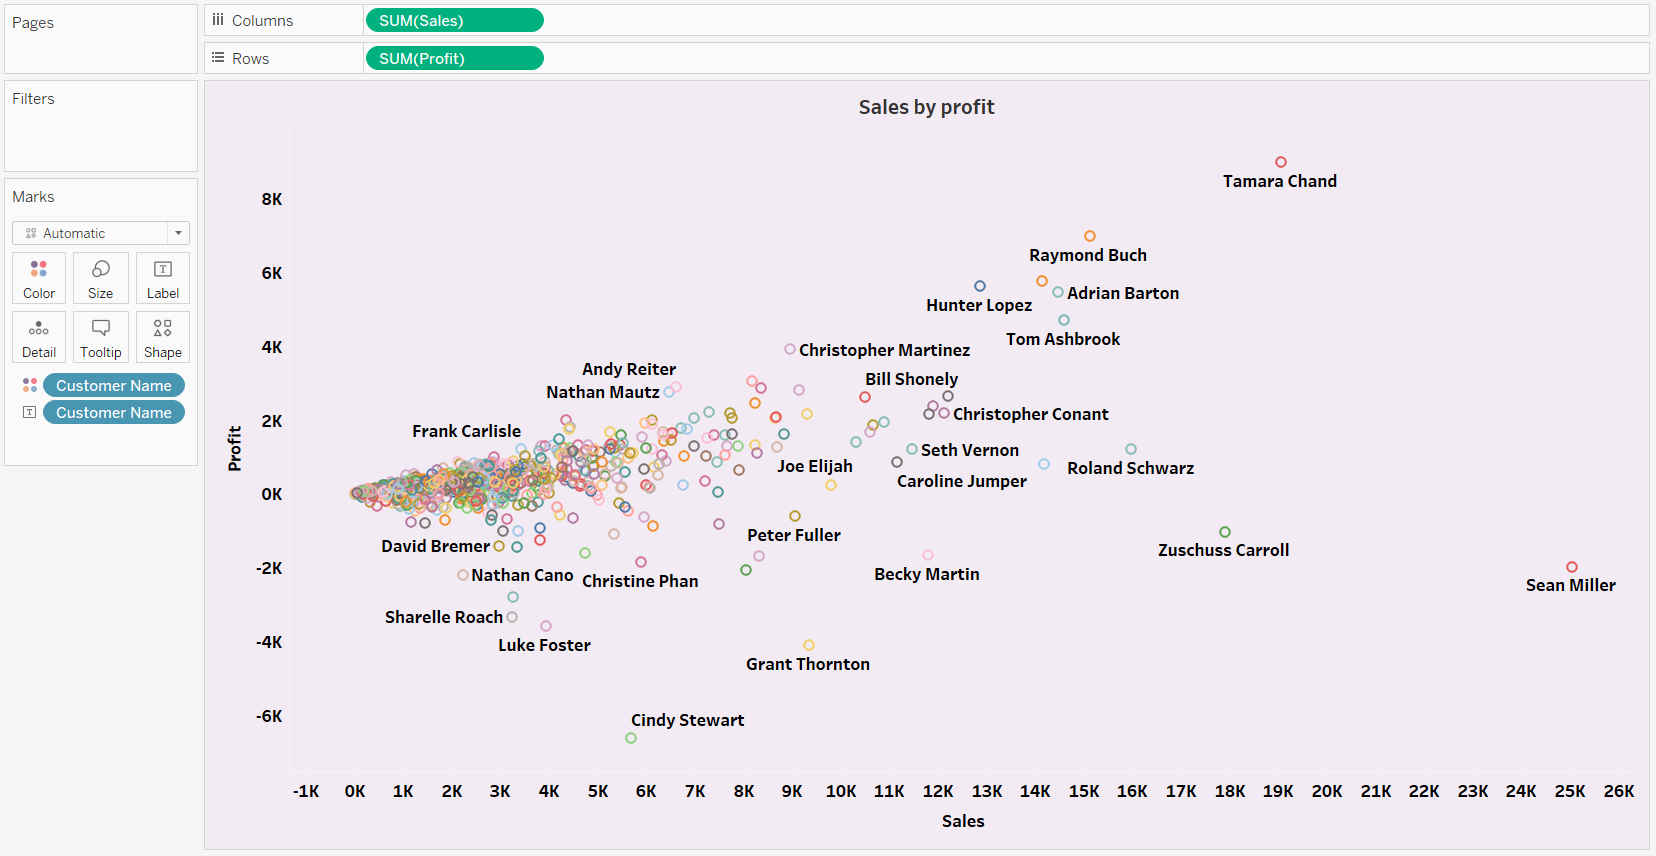 Pages
Columns
SUM(Sales)
Rows
SUM(Profit)
Filters
Marks
Automatic
Color
Size
Label
Detail
Tooltip
Shape
Customer Name
Customer Name
Sales by profit
Profit
8K
6K
4K
2K
0K
-2K
-4K
-6K
Tamara Chand
Raymond Buch
Adrian Barton
Hunter Lopez
Tom Ashbrook
Christopher Martinez
Andy Reiter
Bill Shonely
Nathan Mautz
Christopher Conant
Frank Carlisle
Seth Vernon
Joe Elijah
Roland Schwarz
Caroline Jumper
Peter Fuller
David Bremer
Zuschuss Carroll
Nathan Cano
Becky Martin
Christine Phan
Sean Miller
Sharelle Roach
Luke Foster
Grant Thornton
Cindy Stewart
-1K 0K 1K 2K 3K 4K 5K 6K 7K 8K 9K 10K 11K 12K 13K 14K 15K 16K 17K 18K 19K 20K 21K 22K 23K 24K 25K 26K
Sales